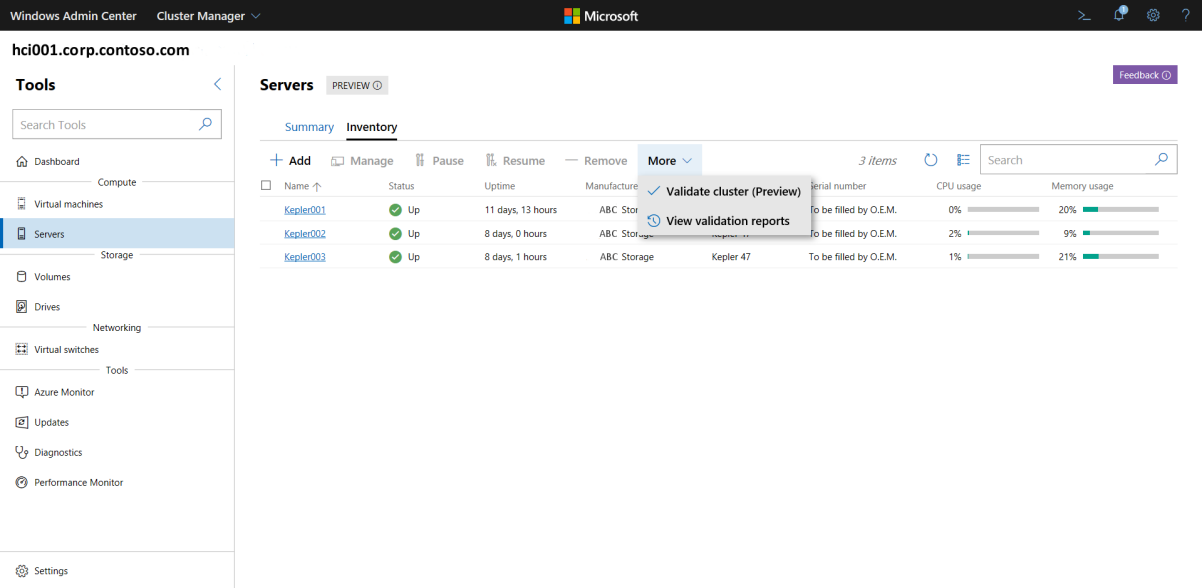 Windows Admin Center Cluster Manager Microsoft 1 ?
hci001.corp.contoso.com
Tools
Search Tools
Dashboard
Compute
Virtual machines
Servers
Storage
Volumes
Drives
Networking
Virtual switches
Tools
Azure Monitor
Updates
Diagnostics
Performance Monitor
Settings
Servers PREVIEW Feedback
Summary Inventory
Add Manage Pause Resume Remove More 3 items Search
Validate cluster (Preview)
View validation reports
Name Status Uptime Manufacture erial number CPU usage Memory usage
Kepler001 Up 11 days, 13 hours ABC Stor To be filled by O.E.M. 0% 20%
Kepler002 Up 8 days, 0 hours ABC Stor To be filled by O.E.M. 2% 9%
Kepler003 Up 8 days, 1 hours ABC Storage Kepler 47 To be filled by O.E.M. 1% 21%